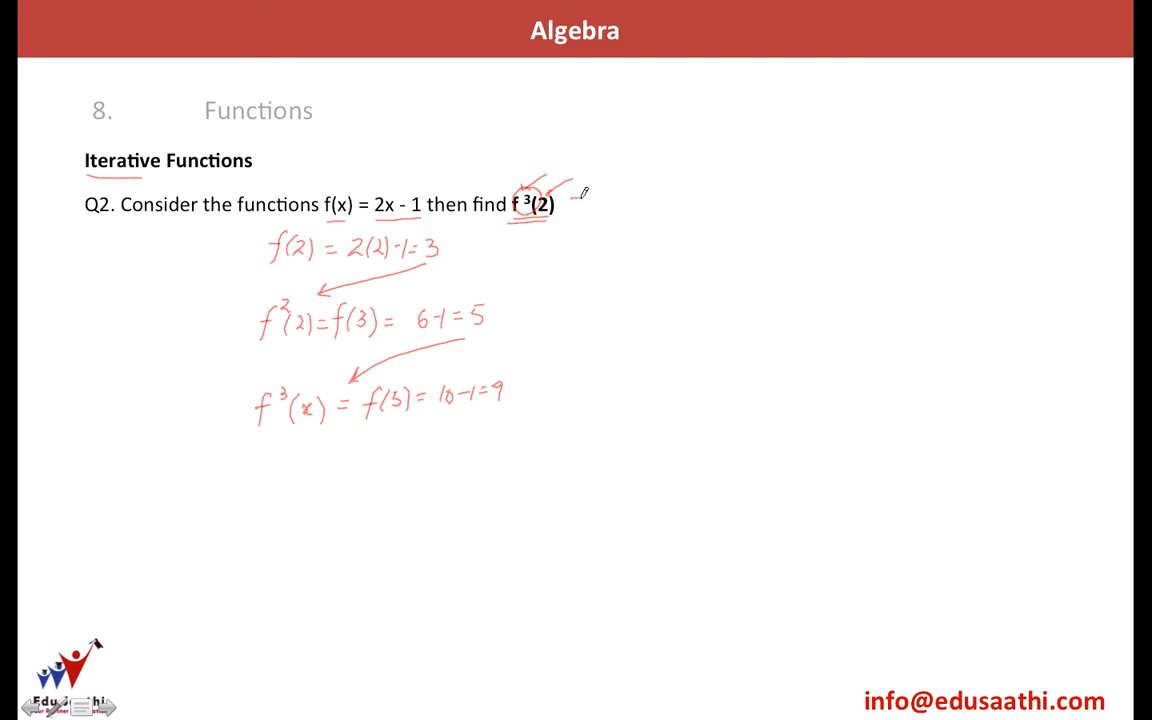 Algebra
8. Functions
Iterative Functions
Q2. Consider the functions f(x) = 2x - 1 then find f ³(2)
f(2) = 2(2)-1 = 3
f²(2) = f(3) = 6-1 = 5
f³(x) = f(5) = 10-1 = 9
info@edusaathi.com